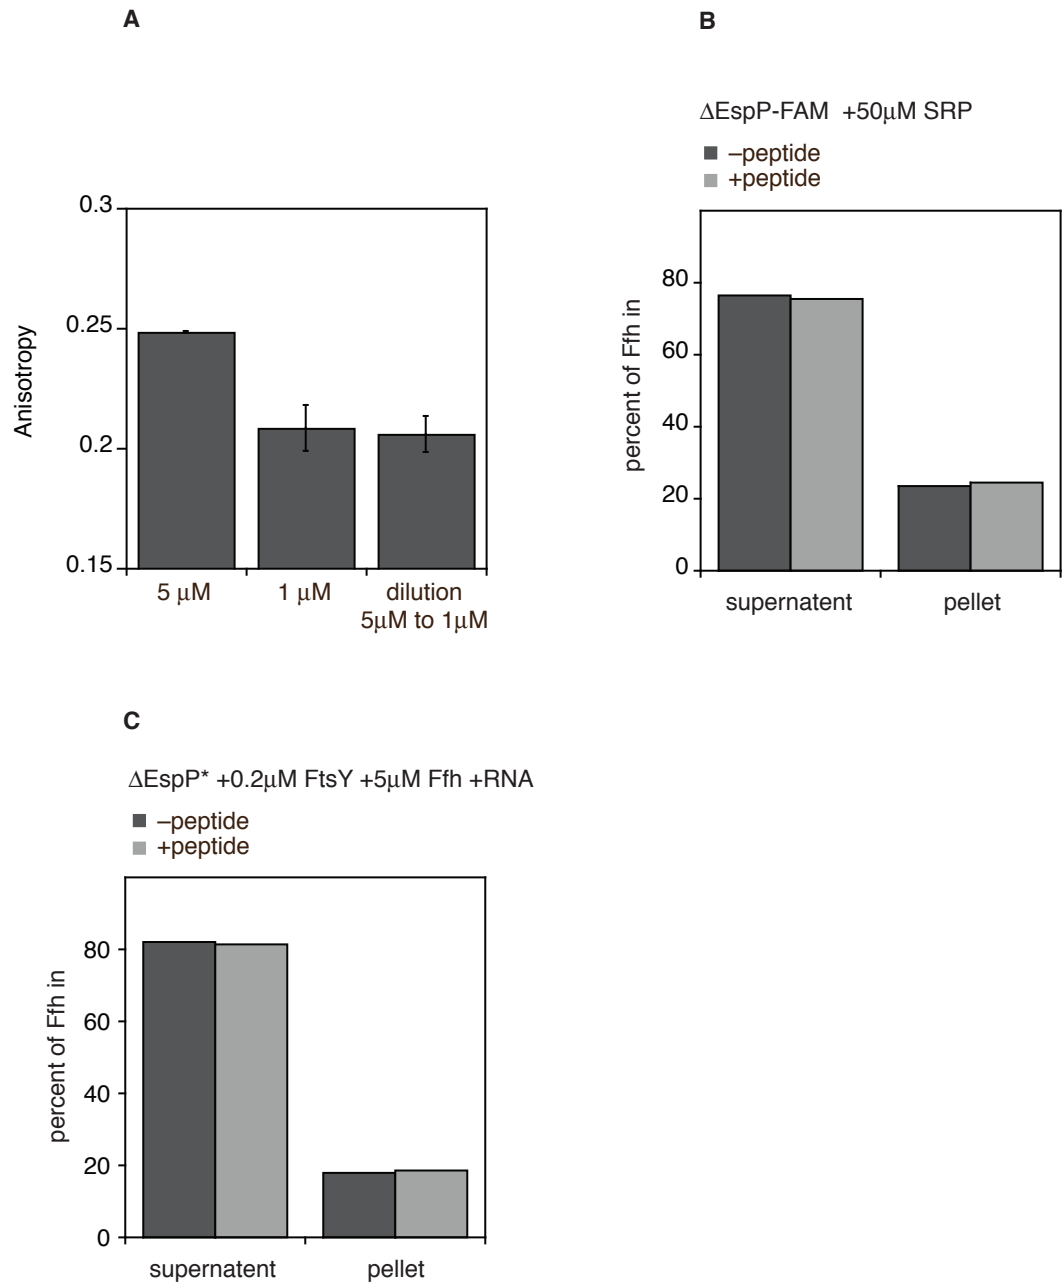 A
Anisotropy
0.3
0.25
0.2
0.15
5 μM
1 μM
dilution
5μM to 1μM
B
ΔEspP-FAM +50μM SRP
–peptide
+peptide
percent of Ffh in
80
60
40
20
0
supernatent
pellet
C
ΔEspP* +0.2μM FtsY +5μM Ffh +RNA
–peptide
+peptide
percent of Ffh in
80
60
40
20
0
supernatent
pellet